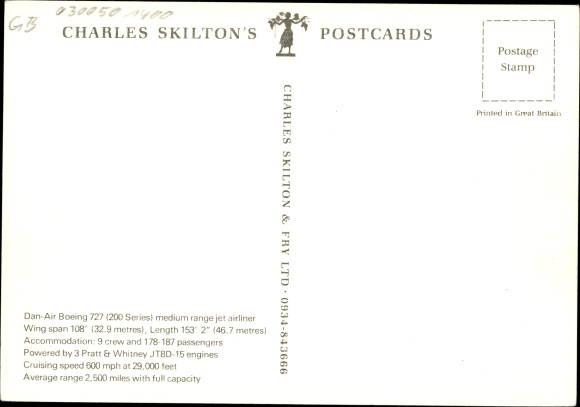 030050 1400
GB
CHARLES SKILTON'S POSTCARDS
Postage
Stamp
Printed in Great Britain
CHARLES SKILTON & FRY LTD · 0934-843666
Dan-Air Boeing 727 (200 Series) medium range jet airliner
Wing span 108' (32.9 metres), Length 153' 2" (46.7 metres)
Accommodation: 9 crew and 178-187 passengers
Powered by 3 Pratt & Whitney JT8D-15 engines
Cruising speed 600 mph at 29,000 feet
Average range 2,500 miles with full capacity